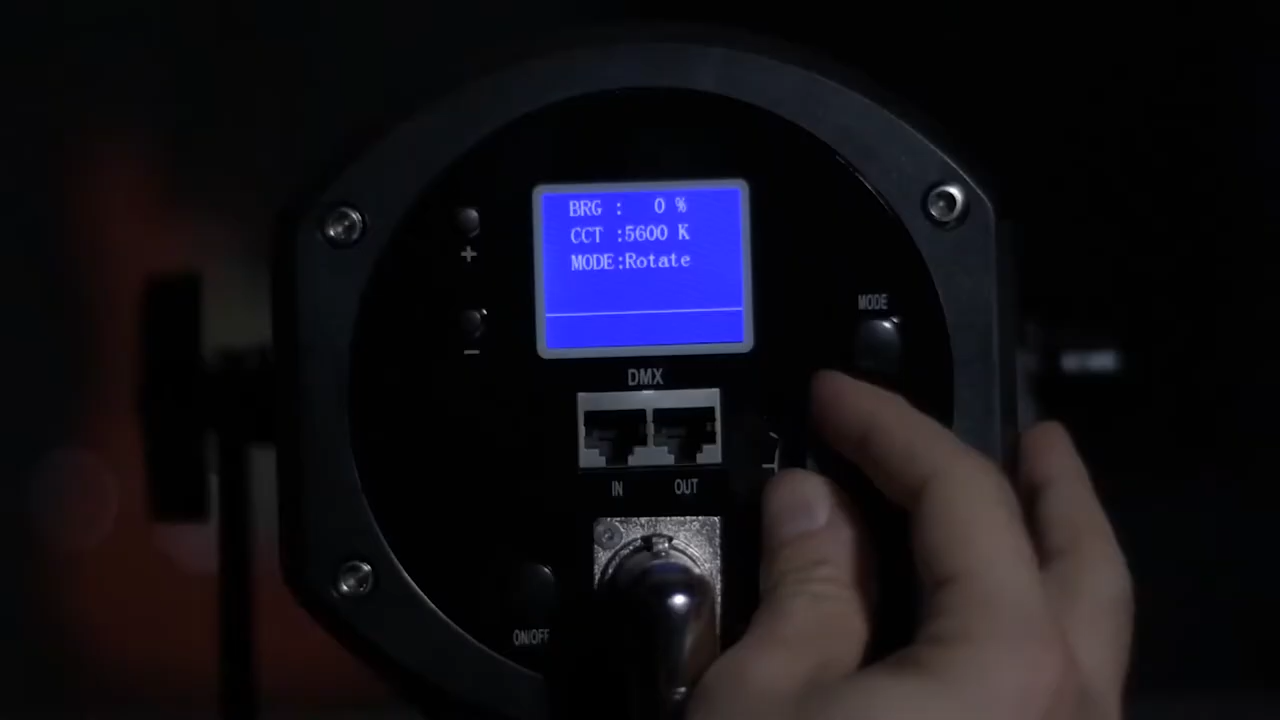 BRG :   0 %
CCT :5600 K
MODE:Rotate
+
MODE
−
DMX
IN OUT
ON/OFF